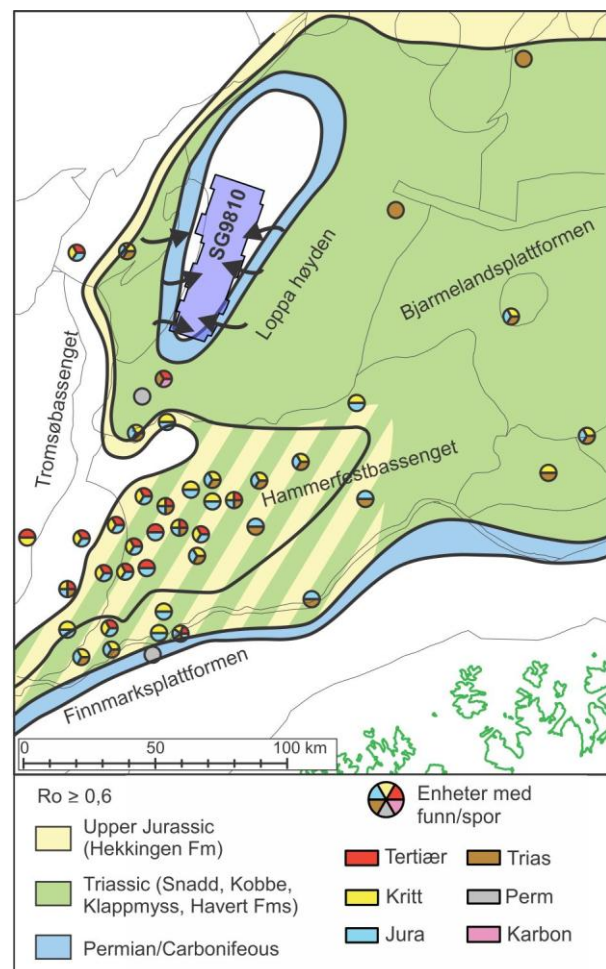 SG9810
Loppa høyden
Bjarmelandsplattformen
Tromsøbassenget
Hammerfestbassenget
Finnmarksplattformen
0 50 100 km
Ro ≥ 0,6
Upper Jurassic
(Hekkingen Fm)
Triassic (Snadd, Kobbe,
Klappmyss, Havert Fms)
Permian/Carbonifeous
Enheter med
funn/spor
Tertiær
Trias
Kritt
Perm
Jura
Karbon